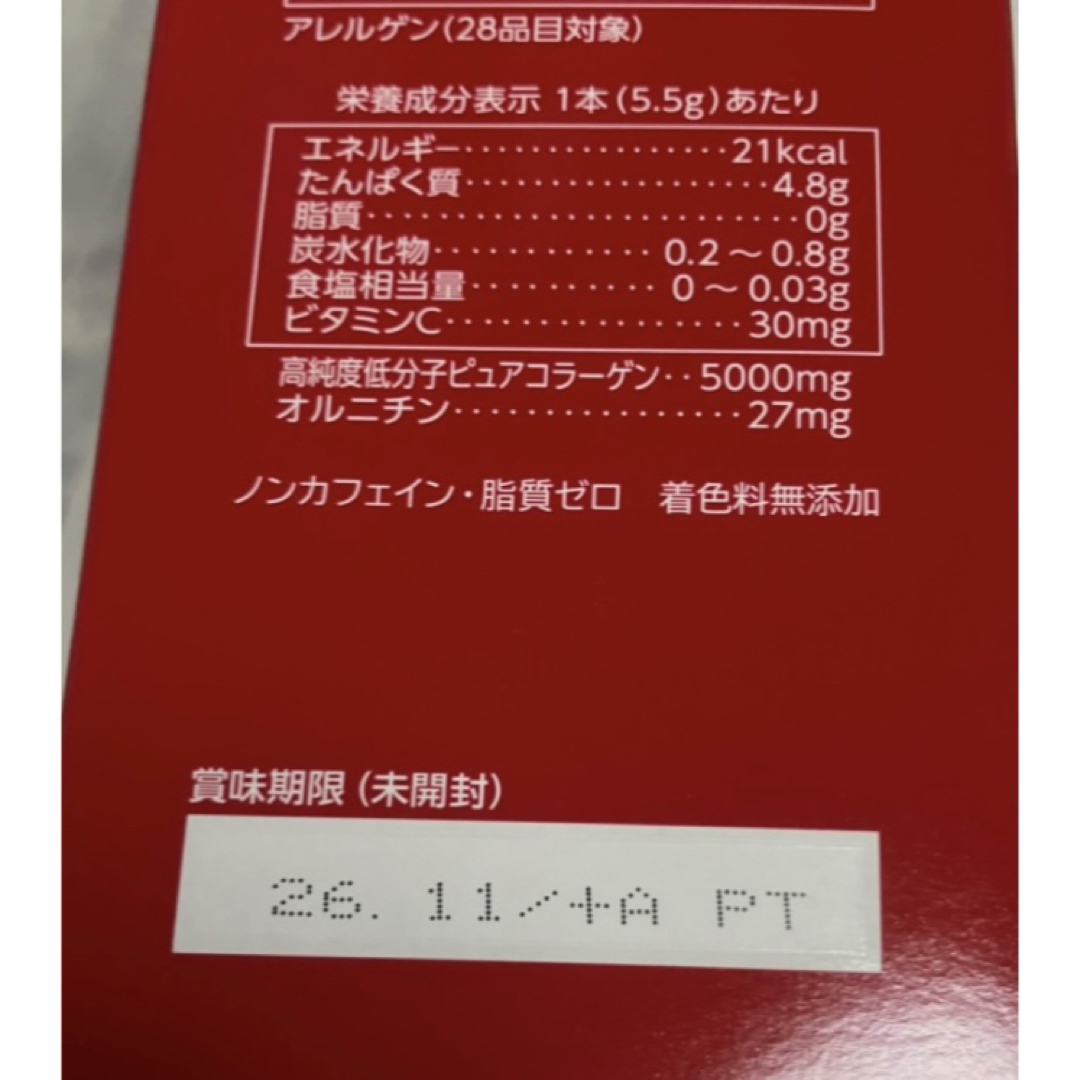 アレルゲン(28品目対象)
栄養成分表示 1本(5.5g)あたり
エネルギー················21kcal
たんぱく質···················4.8g
脂質························0g
炭水化物············0.2～0.8g
食塩相当量··········0～0.03g
ビタミンC·················30mg
高純度低分子ピュアコラーゲン··5000mg
オルニチン·················27mg
ノンカフェイン・脂質ゼロ　着色料無添加
賞味期限(未開封)
26. 11/+A PT